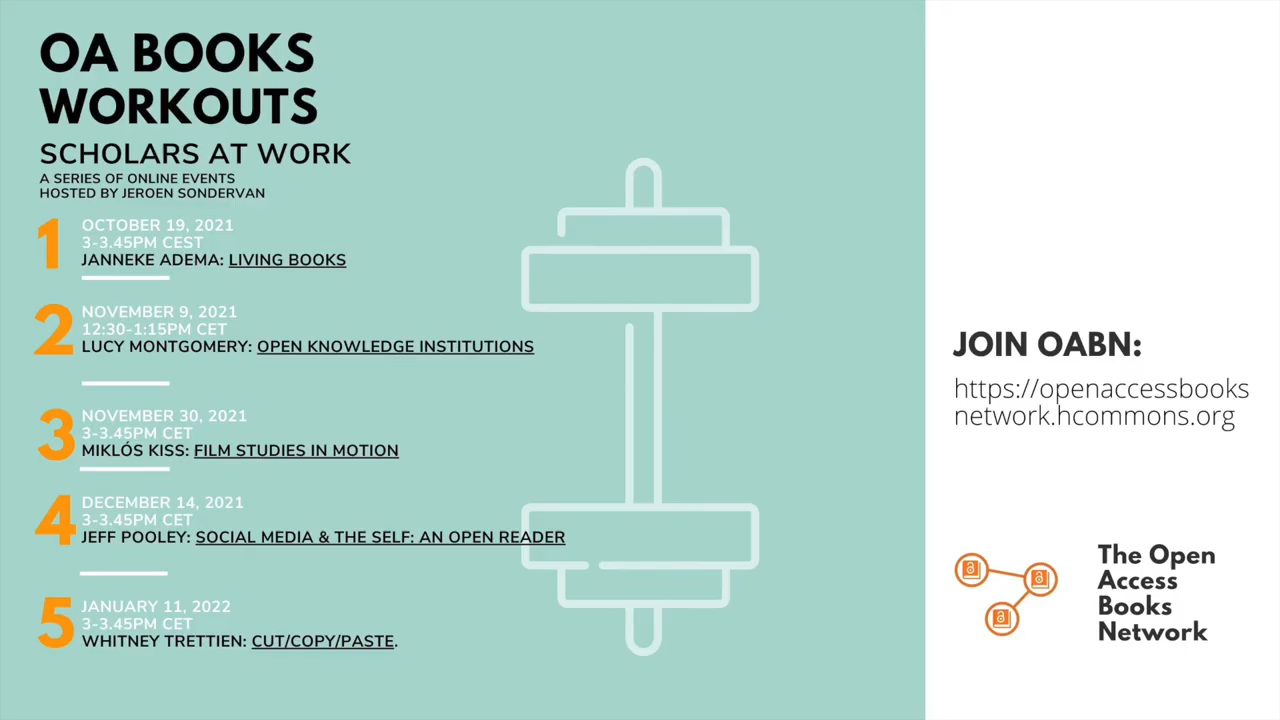 OA BOOKS
WORKOUTS
SCHOLARS AT WORK
A SERIES OF ONLINE EVENTS
HOSTED BY JEROEN SONDERVAN
1
OCTOBER 19, 2021
3-3.45PM CEST
JANNEKE ADEMA: LIVING BOOKS
2
NOVEMBER 9, 2021
12:30-1:15PM CET
LUCY MONTGOMERY: OPEN KNOWLEDGE INSTITUTIONS
3
NOVEMBER 30, 2021
3-3.45PM CET
MIKLÓS KISS: FILM STUDIES IN MOTION
4
DECEMBER 14, 2021
3-3.45PM CET
JEFF POOLEY: SOCIAL MEDIA & THE SELF: AN OPEN READER
5
JANUARY 11, 2022
3-3.45PM CET
WHITNEY TRETTIEN: CUT/COPY/PASTE.
JOIN OABN:
https://openaccessbooks
network.hcommons.org
The Open
Access
Books
Network